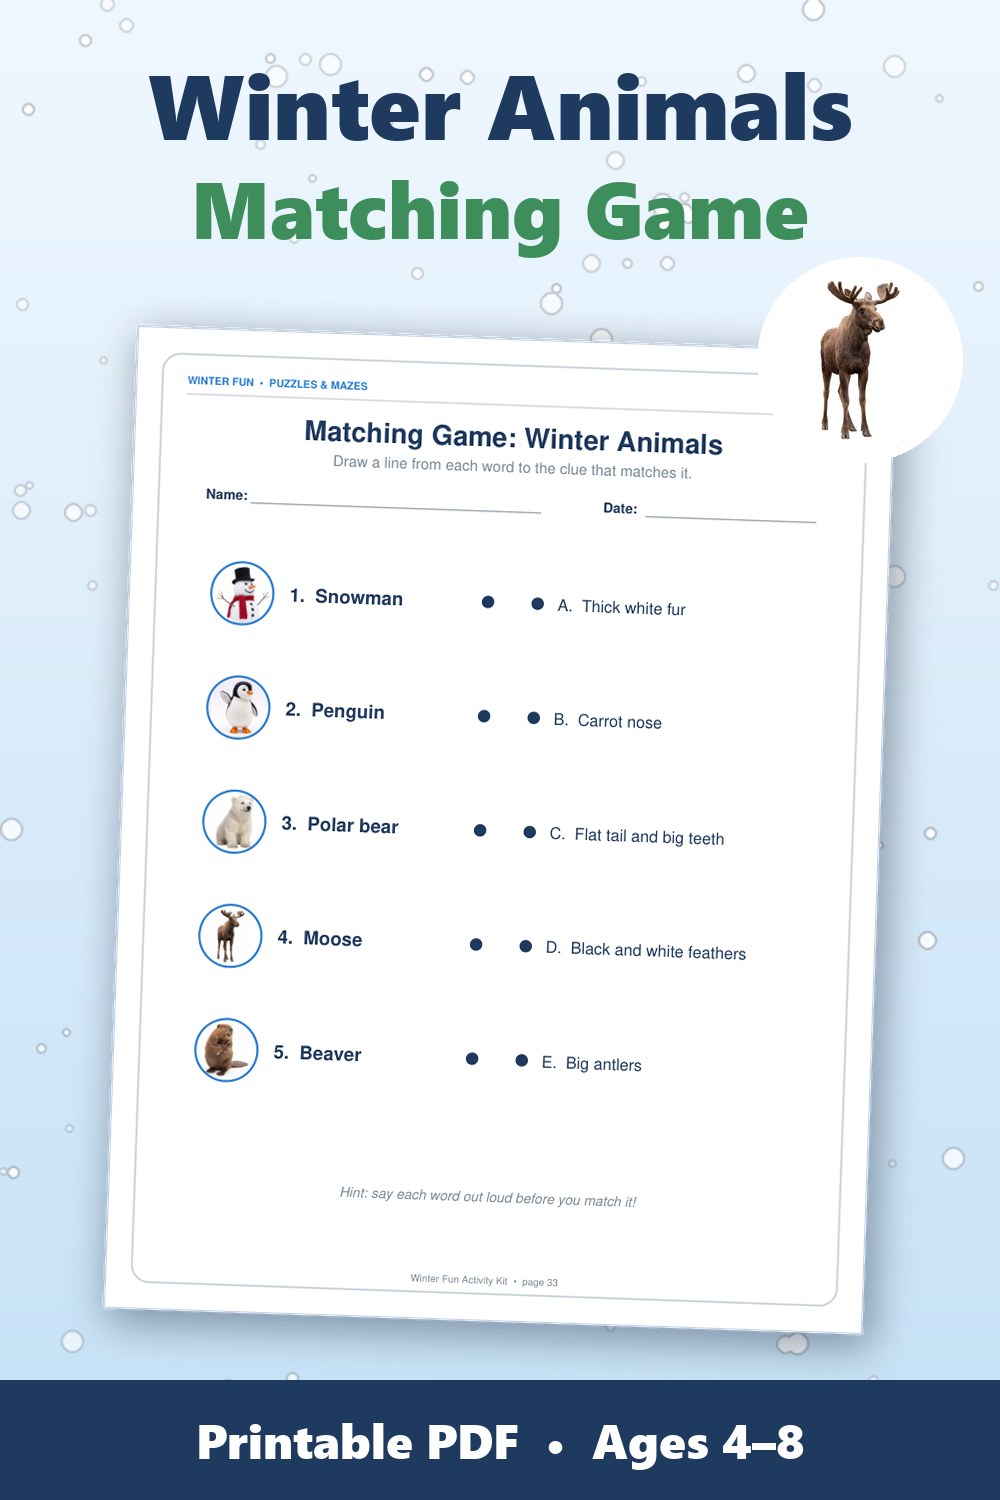 Winter Animals
Matching Game
WINTER FUN • PUZZLES & MAZES
Matching Game: Winter Animals
Draw a line from each word to the clue that matches it.
Name: Date:
1. Snowman A. Thick white fur
2. Penguin B. Carrot nose
3. Polar bear C. Flat tail and big teeth
4. Moose D. Black and white feathers
5. Beaver E. Big antlers
Hint: say each word out loud before you match it!
Winter Fun Activity Kit • page 33
Printable PDF • Ages 4–8